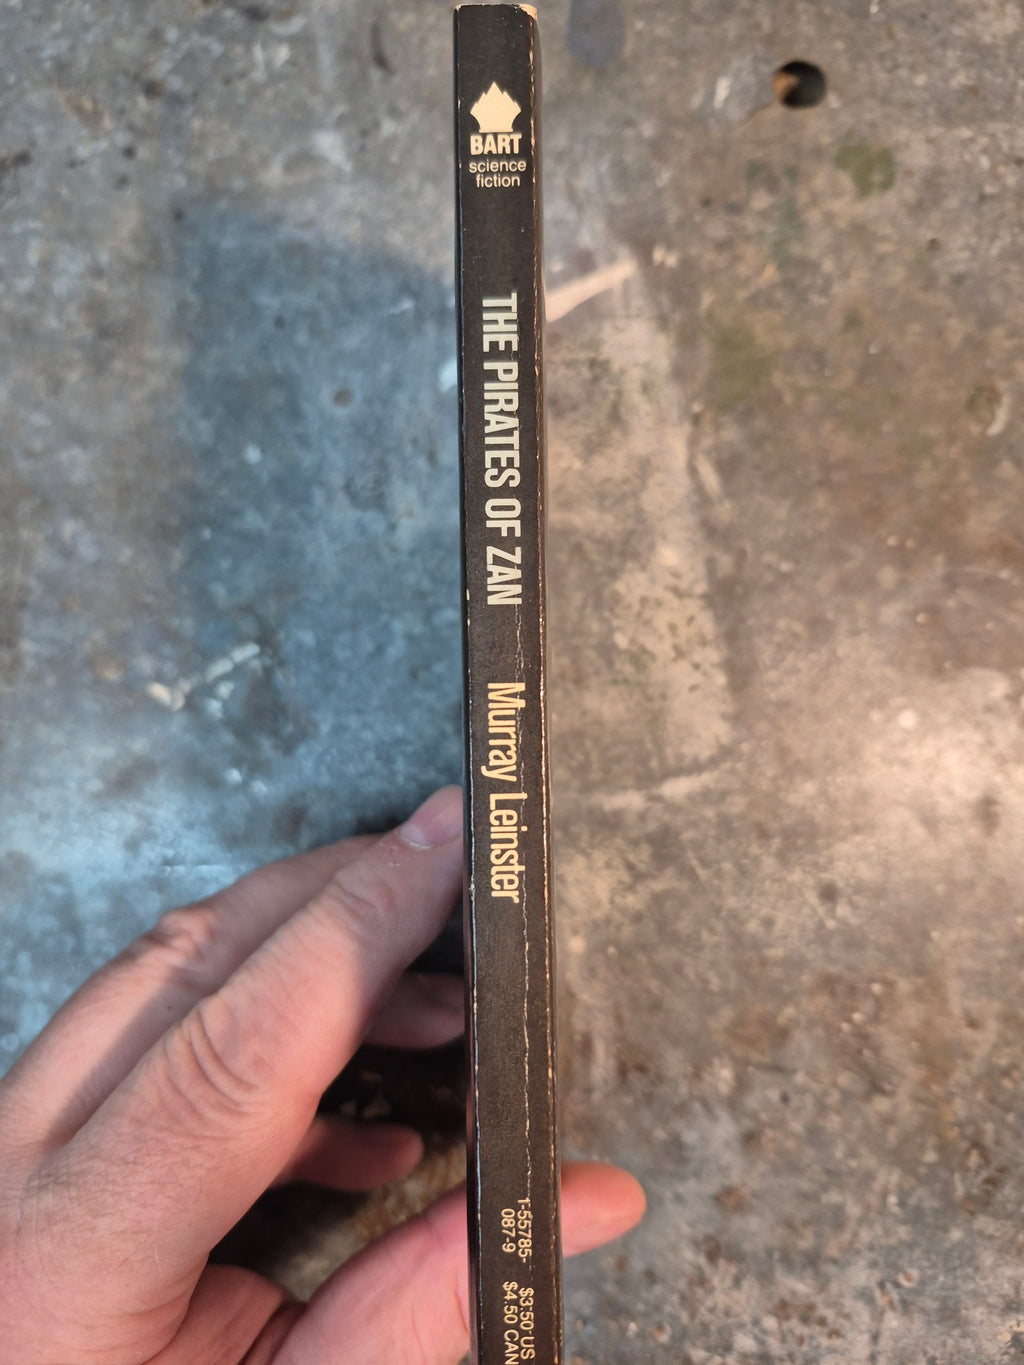 BART
science
fiction
THE PIRATES OF ZAN
Murray Leinster
1-55785-
087-9
$3.50 US
$4.50 CAN